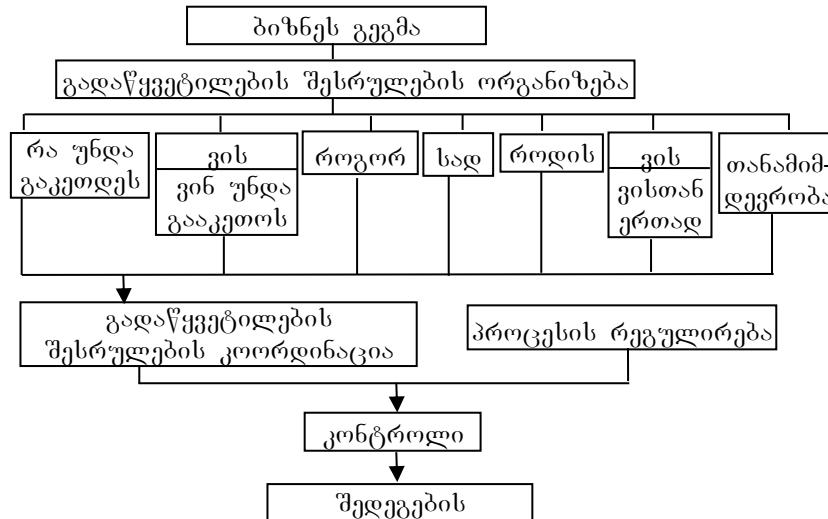 ბიზნეს გეგმა
გადაწყვეტილების შესრულების ორგანიზება
რა უნდა
გაკეთდეს
ვის
ვინ უნდა
გააკეთოს
როგორ
სად
როდის
ვის
ვისთან
ერთად
თანამიმ-
დევრობა
გადაწყვეტილების
შესრულების კოორდინაცია
პროცესის რეგულირება
კონტროლი
შედეგების